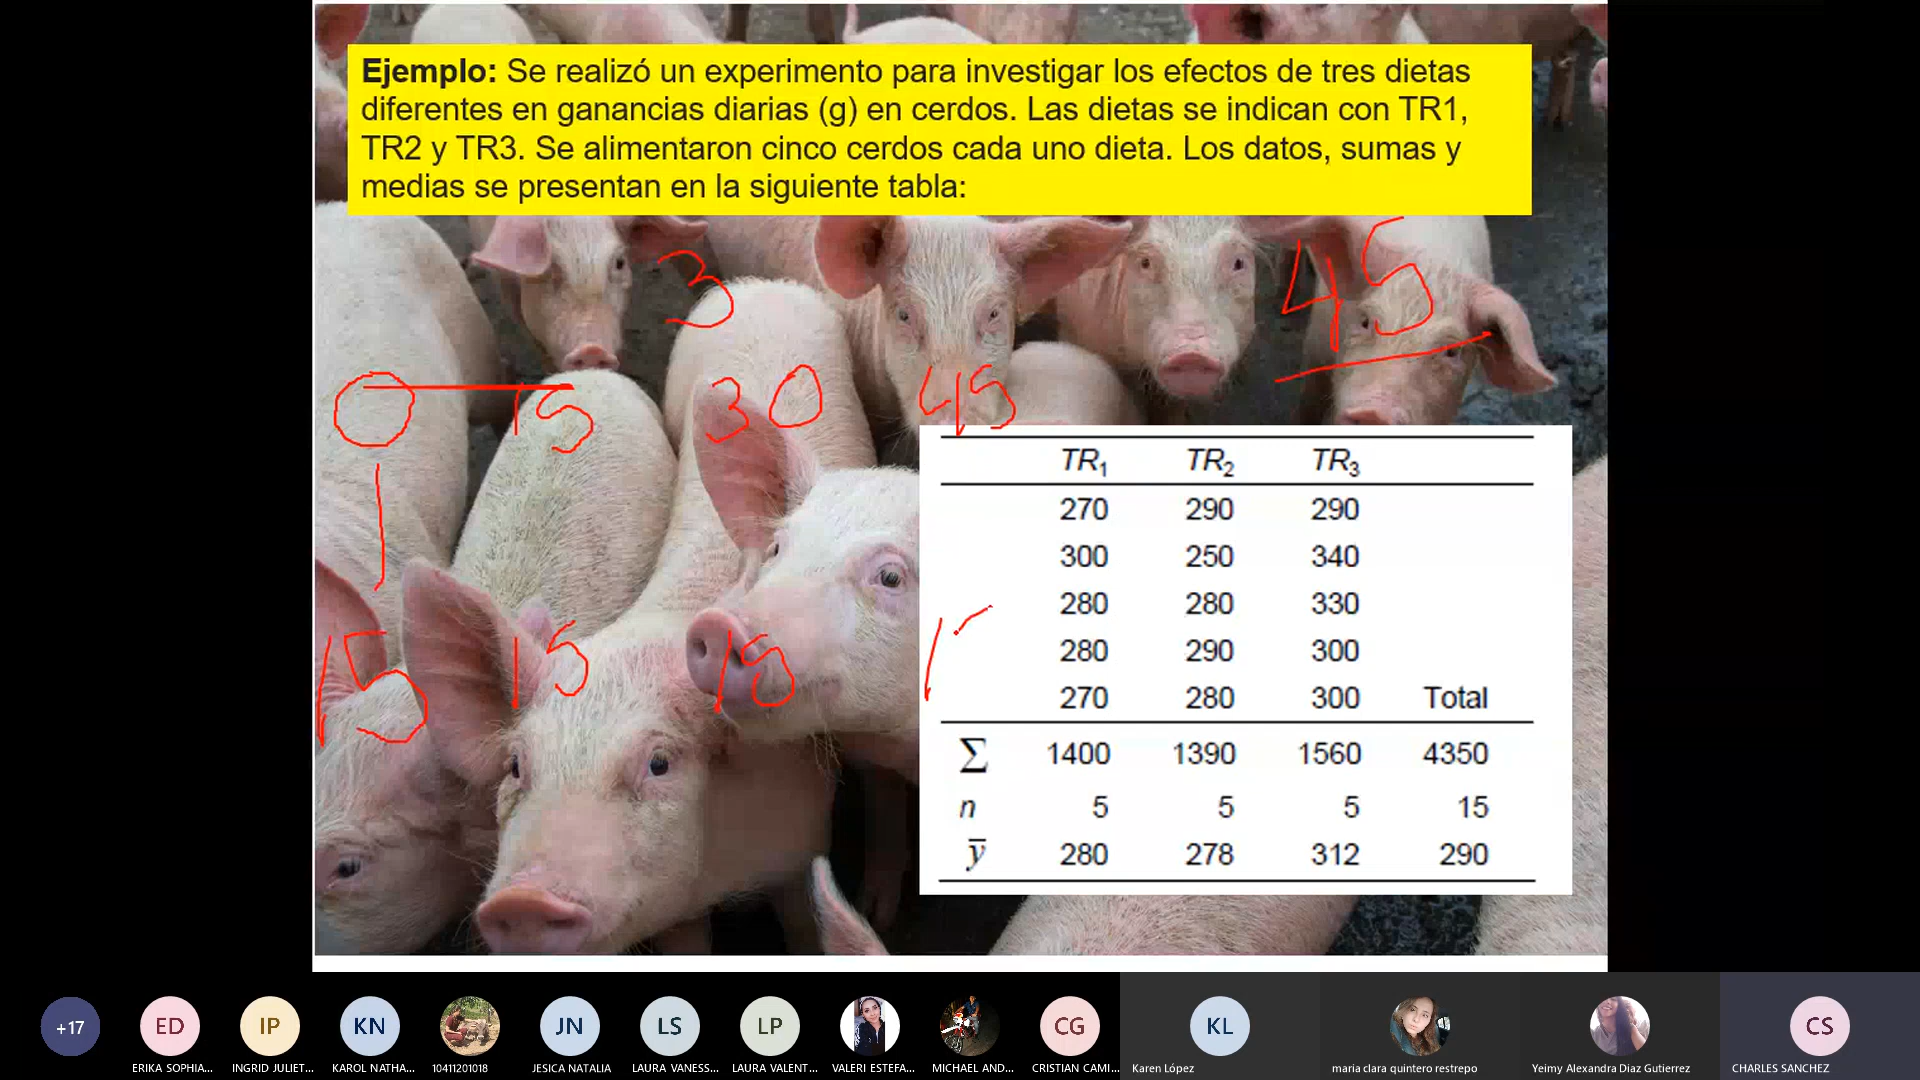 Ejemplo: Se realizó un experimento para investigar los efectos de tres dietas
diferentes en ganancias diarias (g) en cerdos. Las dietas se indican con TR1,
TR2 y TR3. Se alimentaron cinco cerdos cada uno dieta. Los datos, sumas y
medias se presentan en la siguiente tabla:
3
45
0 15 30 45
15 15 15
TR₁ TR₂ TR₃
270 290 290
300 250 340
280 280 330
280 290 300
270 280 300 Total
Σ 1400 1390 1560 4350
n 5 5 5 15
ȳ 280 278 312 290
+17 ED IP KN JN LS LP CG KL CS
ERIKA SOPHIA... INGRID JULIET... KAROL NATHA... 10411201018 JESICA NATALIA LAURA VANESS... LAURA VALENT... VALERI ESTEFA... MICHAEL AND... CRISTIAN CAMI... Karen López maria clara quintero restrepo Yeimy Alexandra Diaz Gutierrez CHARLES SANCHEZ